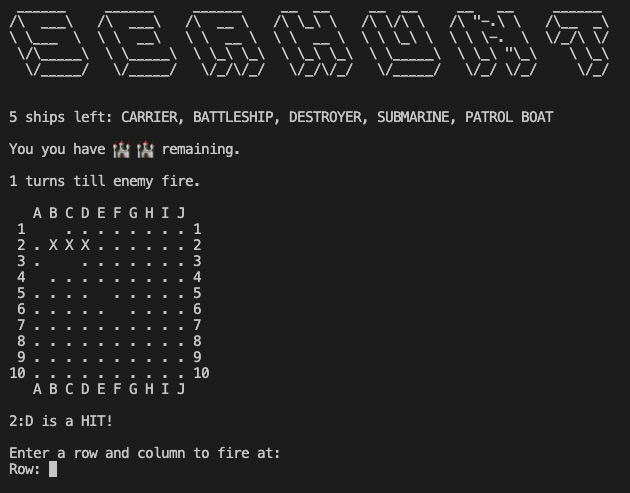 SEAHUNT
5 ships left: CARRIER, BATTLESHIP, DESTROYER, SUBMARINE, PATROL BOAT
You you have 🏰 🏰 remaining.
1 turns till enemy fire.
   A B C D E F G H I J
 1     . . . . . . . . 1
 2 . X X X . . . . . . 2
 3 .     . . . . . . . 3
 4   . . . . . . . . . 4
 5 . . . .   . . . . . 5
 6 . . . . .   . . . . 6
 7 . . . . . . . . . . 7
 8 . . . . . . . . . . 8
 9 . . . . . . . . . . 9
10 . . . . . . . . . . 10
   A B C D E F G H I J
2:D is a HIT!
Enter a row and column to fire at:
Row: